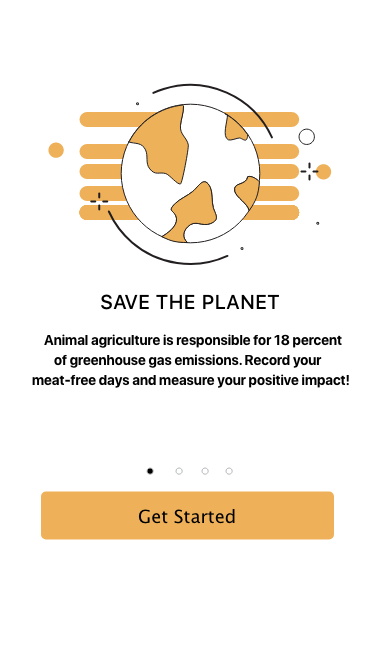 SAVE THE PLANET
Animal agriculture is responsible for 18 percent
of greenhouse gas emissions. Record your
meat-free days and measure your positive impact!
Get Started